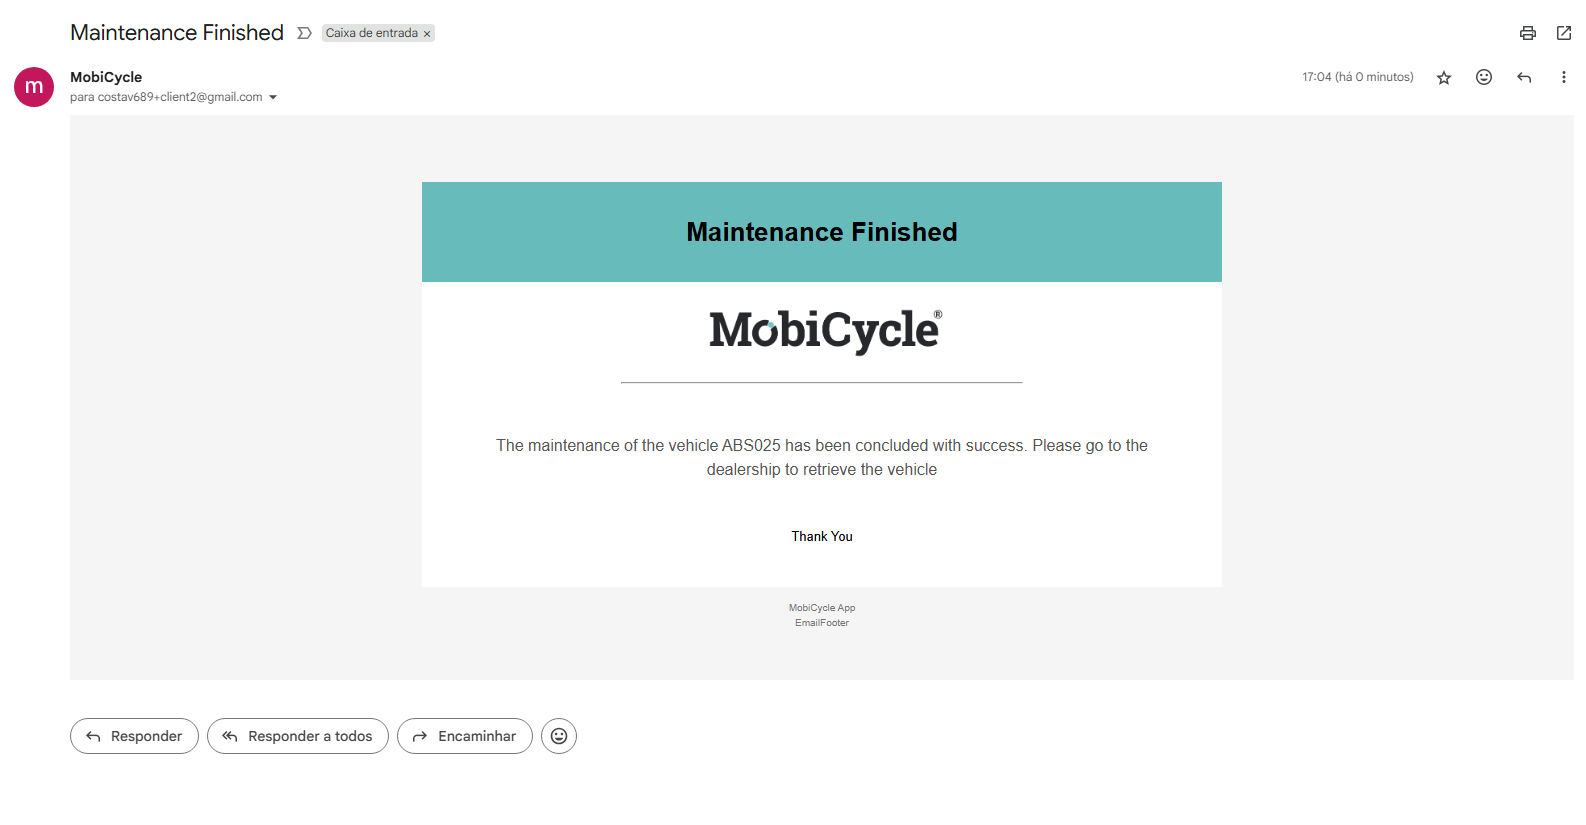 Maintenance Finished Caixa de entrada ×
m
MobiCycle 17:04 (há 0 minutos)
para costav689+client2@gmail.com
Maintenance Finished
MobiCycle®
The maintenance of the vehicle ABS025 has been concluded with success. Please go to the
dealership to retrieve the vehicle
Thank You
MobiCycle App
EmailFooter
Responder Responder a todos Encaminhar